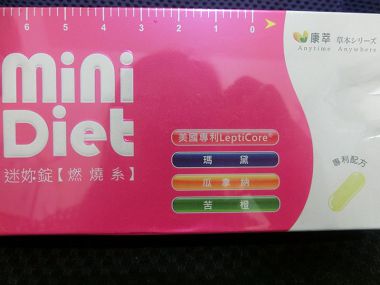 6 5 4 3 2 1 0
康萃 草本シリーズ
Anytime Anywhere
mini
Diet
迷妳錠【燃燒系】
美國專利LeptiCore®
瑪黛
瓜拿納
苦橙
專利配方